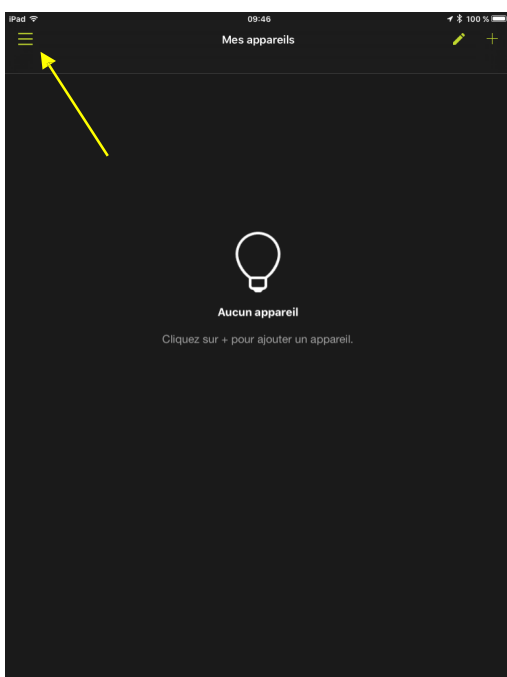 iPad 09:46 100 %
Mes appareils
Aucun appareil
Cliquez sur + pour ajouter un appareil.